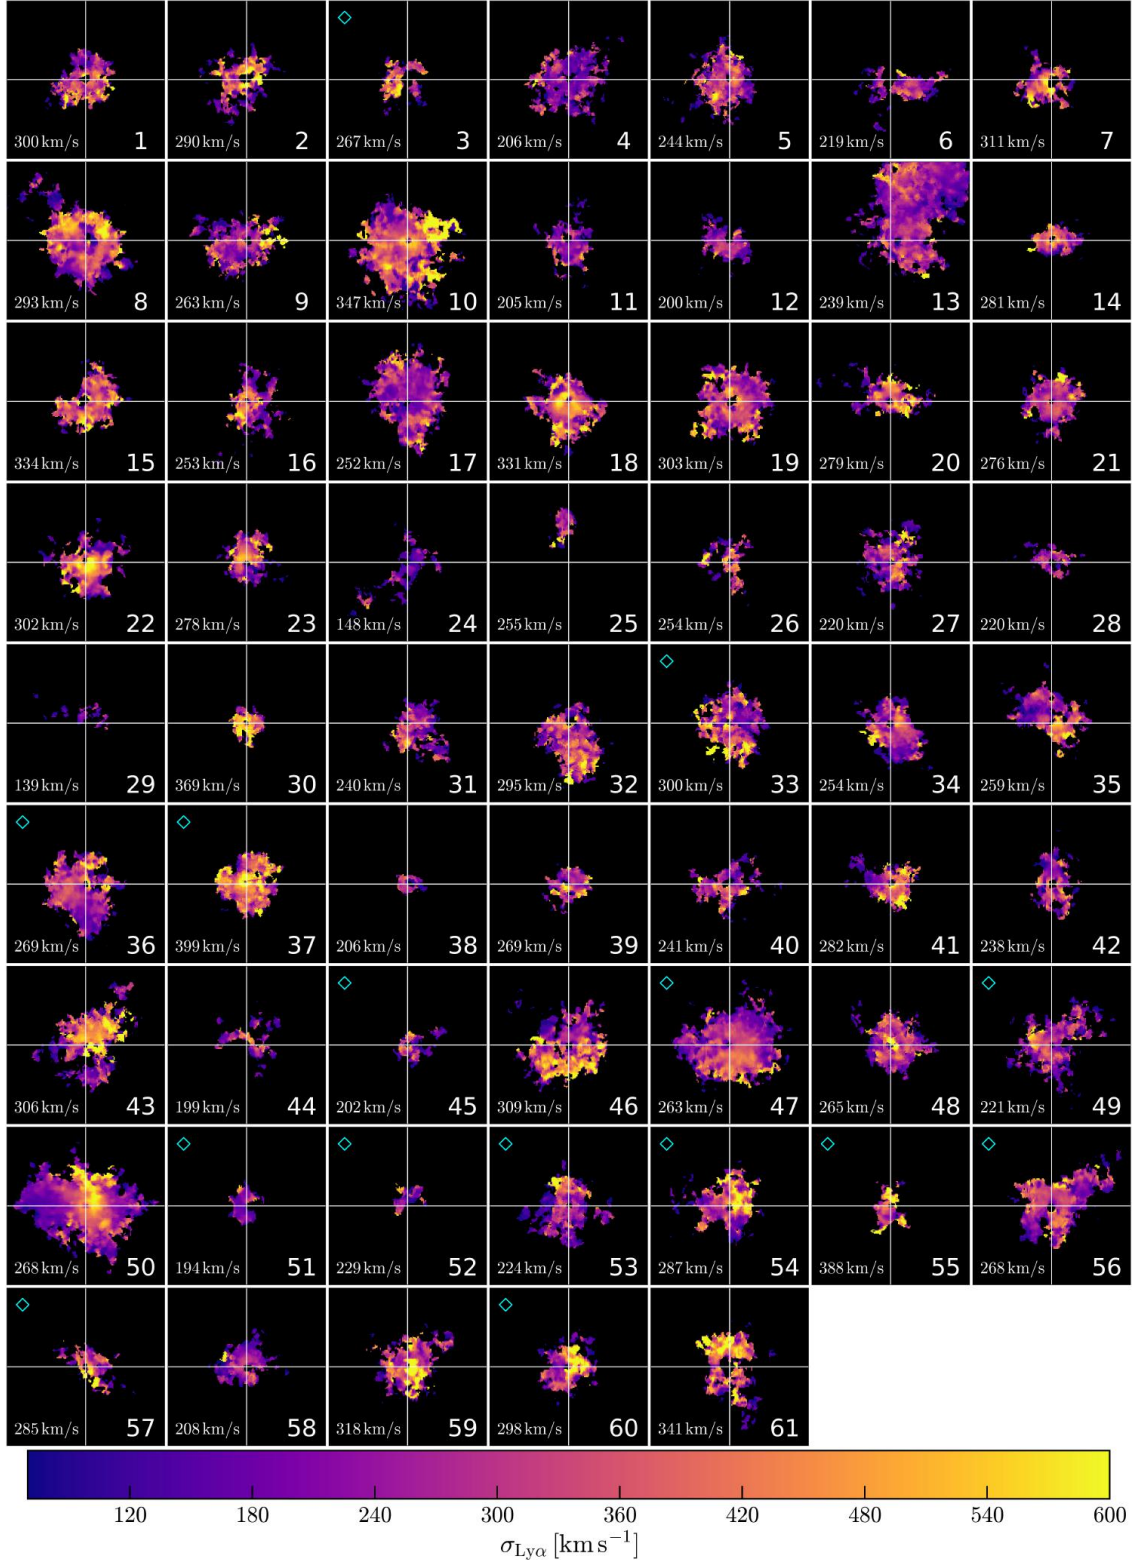 300 km/s 1 290 km/s 2 267 km/s 3 206 km/s 4 244 km/s 5 219 km/s 6 311 km/s 7
293 km/s 8 263 km/s 9 347 km/s 10 205 km/s 11 200 km/s 12 239 km/s 13 281 km/s 14
334 km/s 15 253 km/s 16 252 km/s 17 331 km/s 18 303 km/s 19 279 km/s 20 276 km/s 21
302 km/s 22 278 km/s 23 148 km/s 24 255 km/s 25 254 km/s 26 220 km/s 27 220 km/s 28
139 km/s 29 369 km/s 30 240 km/s 31 295 km/s 32 300 km/s 33 254 km/s 34 259 km/s 35
269 km/s 36 399 km/s 37 206 km/s 38 269 km/s 39 241 km/s 40 282 km/s 41 238 km/s 42
306 km/s 43 199 km/s 44 202 km/s 45 309 km/s 46 263 km/s 47 265 km/s 48 221 km/s 49
268 km/s 50 194 km/s 51 229 km/s 52 224 km/s 53 287 km/s 54 388 km/s 55 268 km/s 56
285 km/s 57 208 km/s 58 318 km/s 59 298 km/s 60 341 km/s 61
120 180 240 300 360 420 480 540 600
σLyα [km s⁻¹]